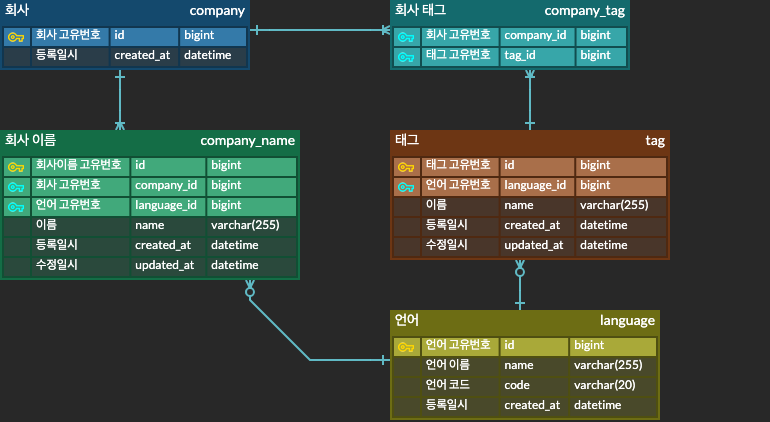 회사 company
회사 고유번호 id bigint
등록일시 created_at datetime
회사 태그 company_tag
회사 고유번호 company_id bigint
태그 고유번호 tag_id bigint
회사 이름 company_name
회사이름 고유번호 id bigint
회사 고유번호 company_id bigint
언어 고유번호 language_id bigint
이름 name varchar(255)
등록일시 created_at datetime
수정일시 updated_at datetime
태그 tag
태그 고유번호 id bigint
언어 고유번호 language_id bigint
이름 name varchar(255)
등록일시 created_at datetime
수정일시 updated_at datetime
언어 language
언어 고유번호 id bigint
언어 이름 name varchar(255)
언어 코드 code varchar(20)
등록일시 created_at datetime